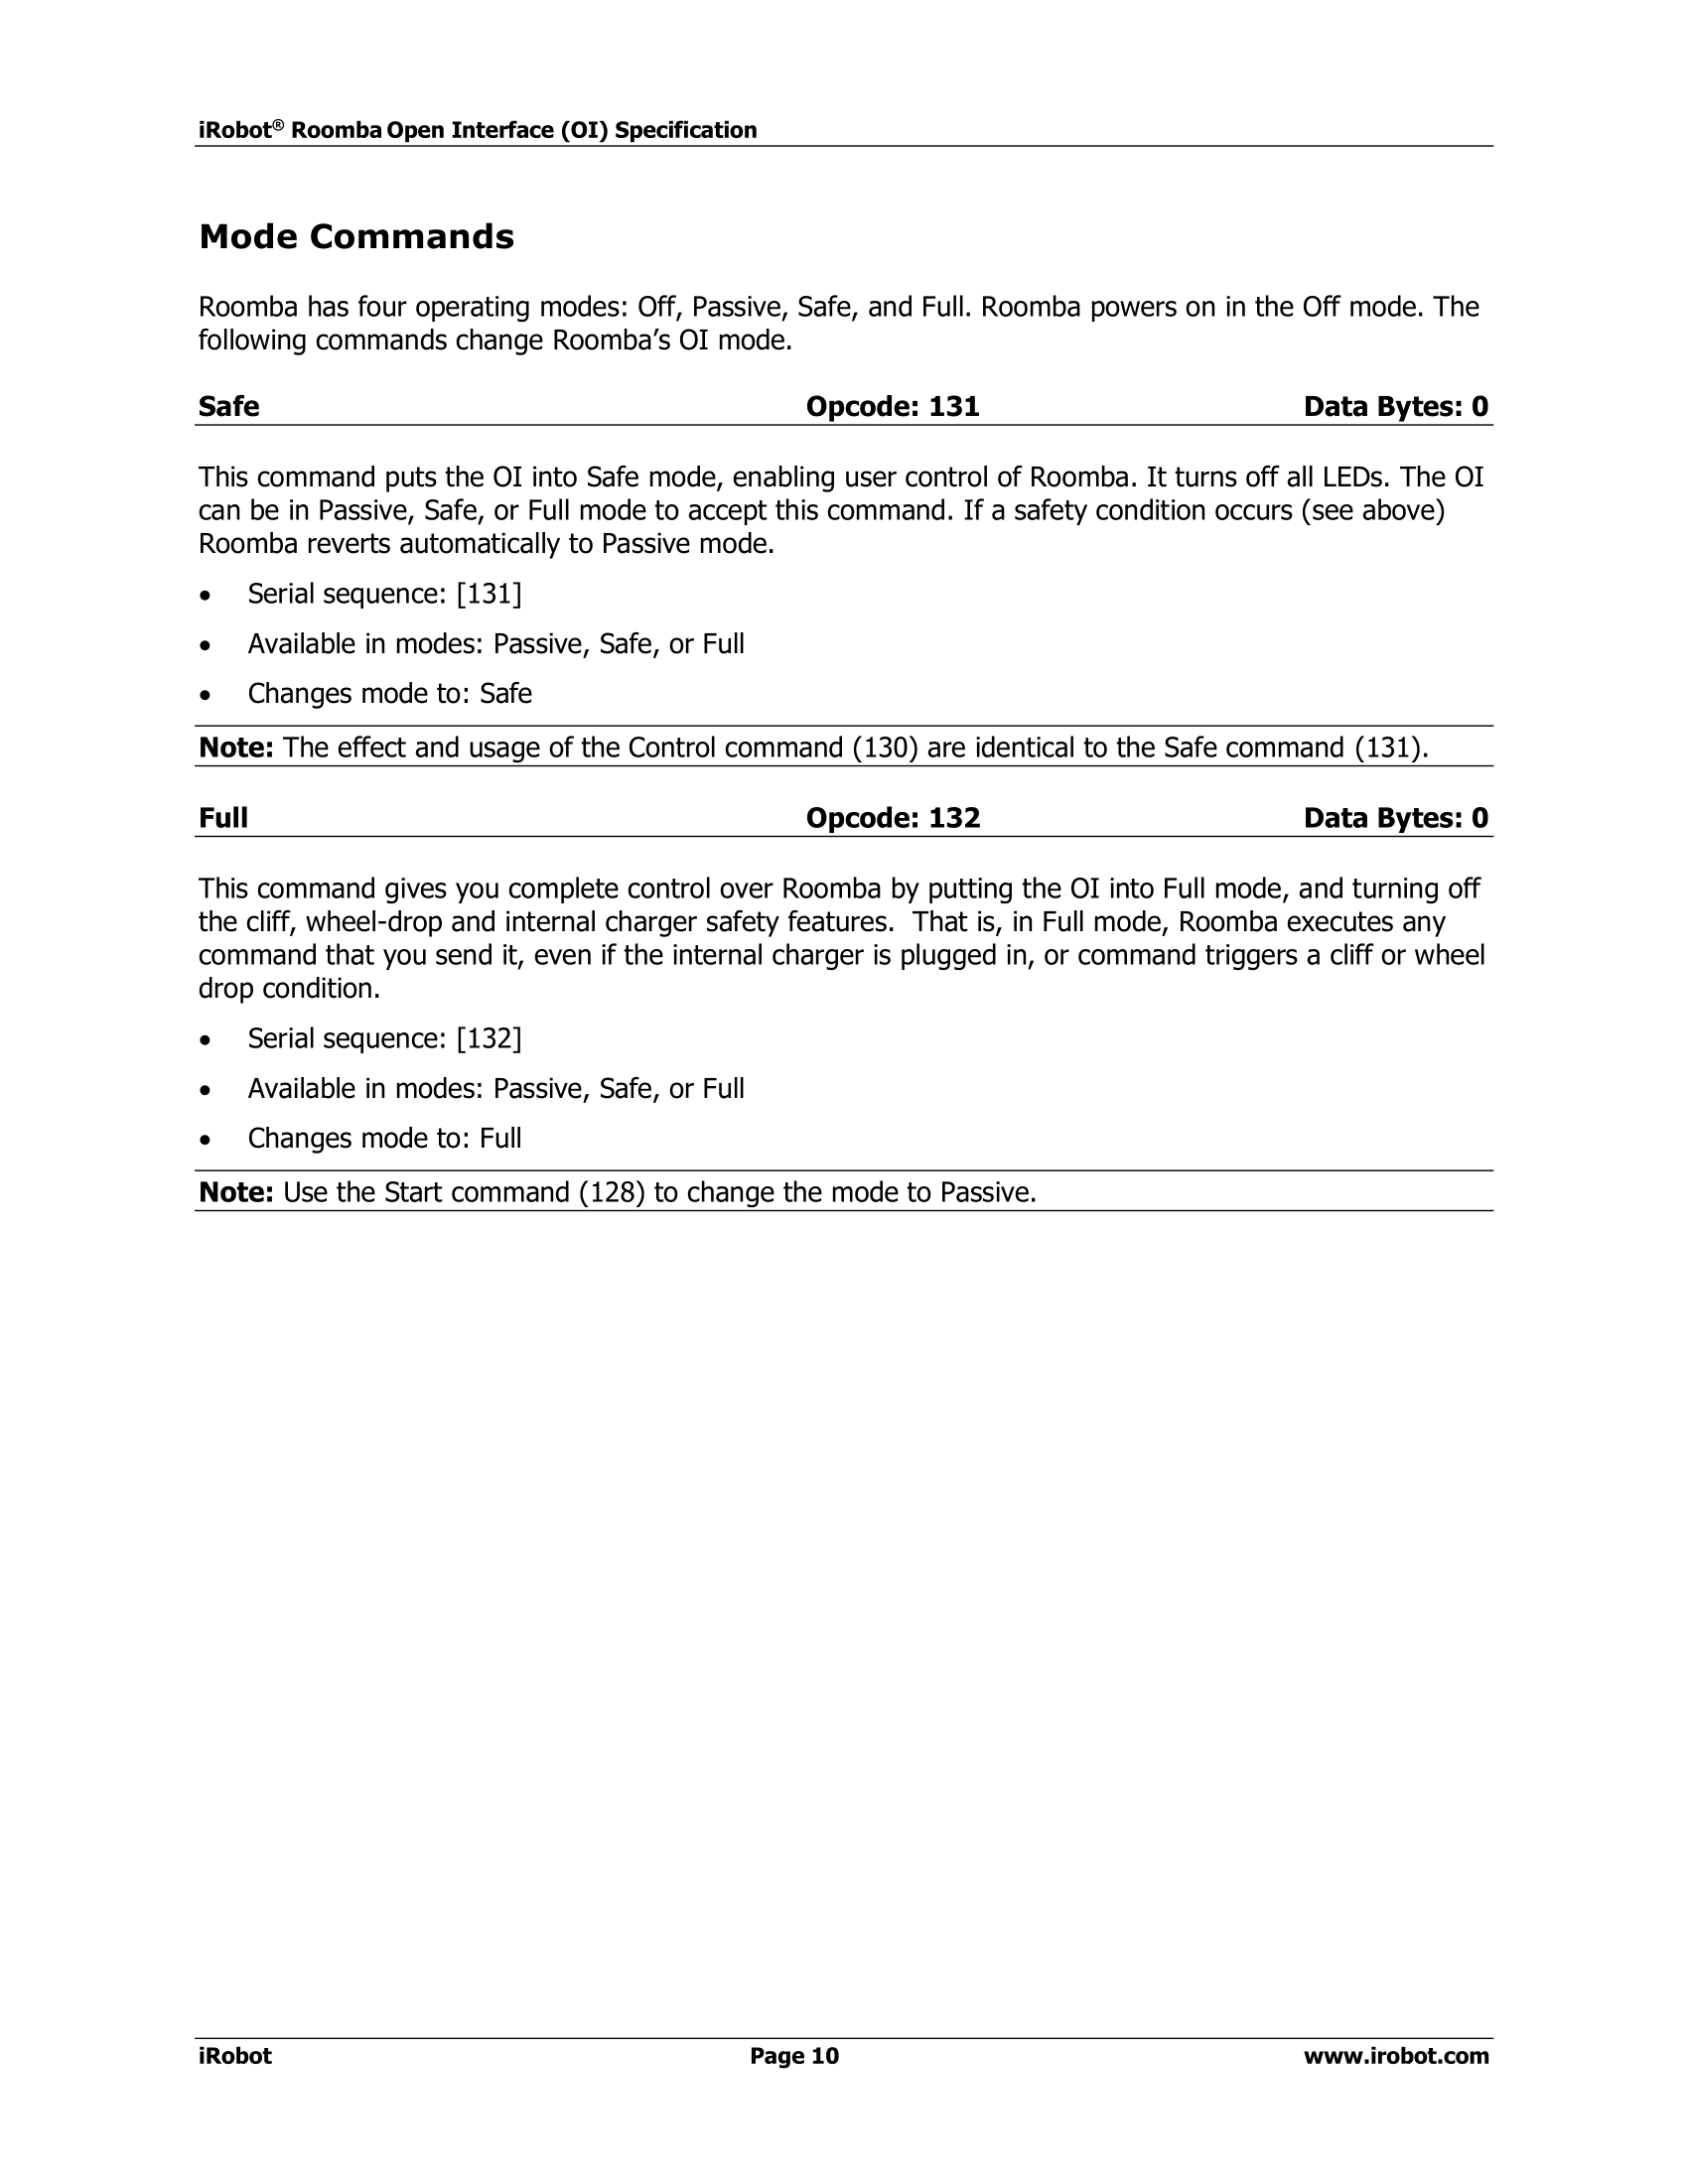 iRobot® Roomba Open Interface (OI) Specification
Mode Commands
Roomba has four operating modes: Off, Passive, Safe, and Full. Roomba powers on in the Off mode. The
following commands change Roomba’s OI mode.
Safe Opcode: 131 Data Bytes: 0
This command puts the OI into Safe mode, enabling user control of Roomba. It turns off all LEDs. The OI
can be in Passive, Safe, or Full mode to accept this command. If a safety condition occurs (see above)
Roomba reverts automatically to Passive mode.
• Serial sequence: [131]
• Available in modes: Passive, Safe, or Full
• Changes mode to: Safe
Note: The effect and usage of the Control command (130) are identical to the Safe command (131).
Full Opcode: 132 Data Bytes: 0
This command gives you complete control over Roomba by putting the OI into Full mode, and turning off
the cliff, wheel-drop and internal charger safety features.  That is, in Full mode, Roomba executes any
command that you send it, even if the internal charger is plugged in, or command triggers a cliff or wheel
drop condition.
• Serial sequence: [132]
• Available in modes: Passive, Safe, or Full
• Changes mode to: Full
Note: Use the Start command (128) to change the mode to Passive.
iRobot Page 10 www.irobot.com